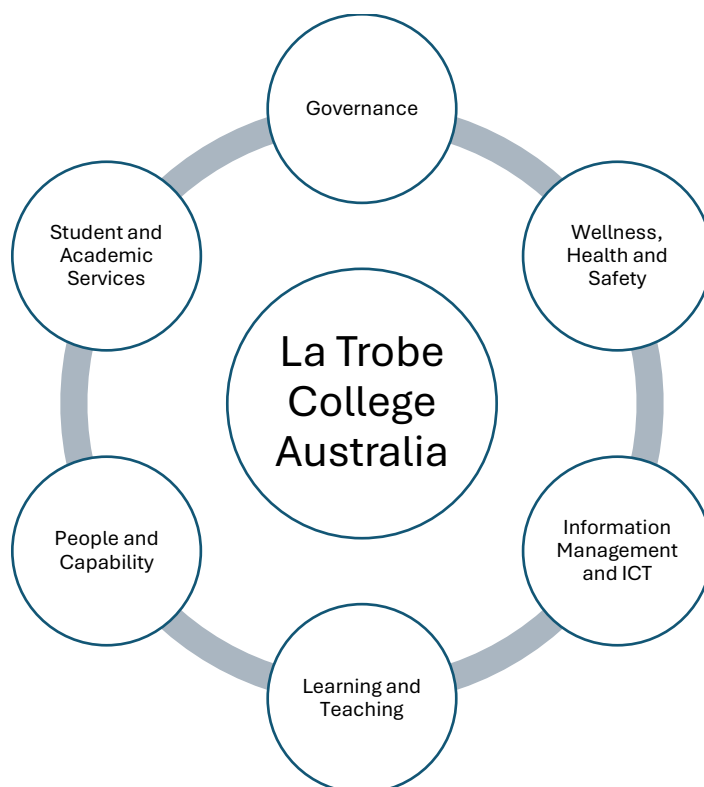 Governance
Wellness,
Health and
Safety
Information
Management
and ICT
Learning and
Teaching
People and
Capability
Student and
Academic
Services
La Trobe
College
Australia